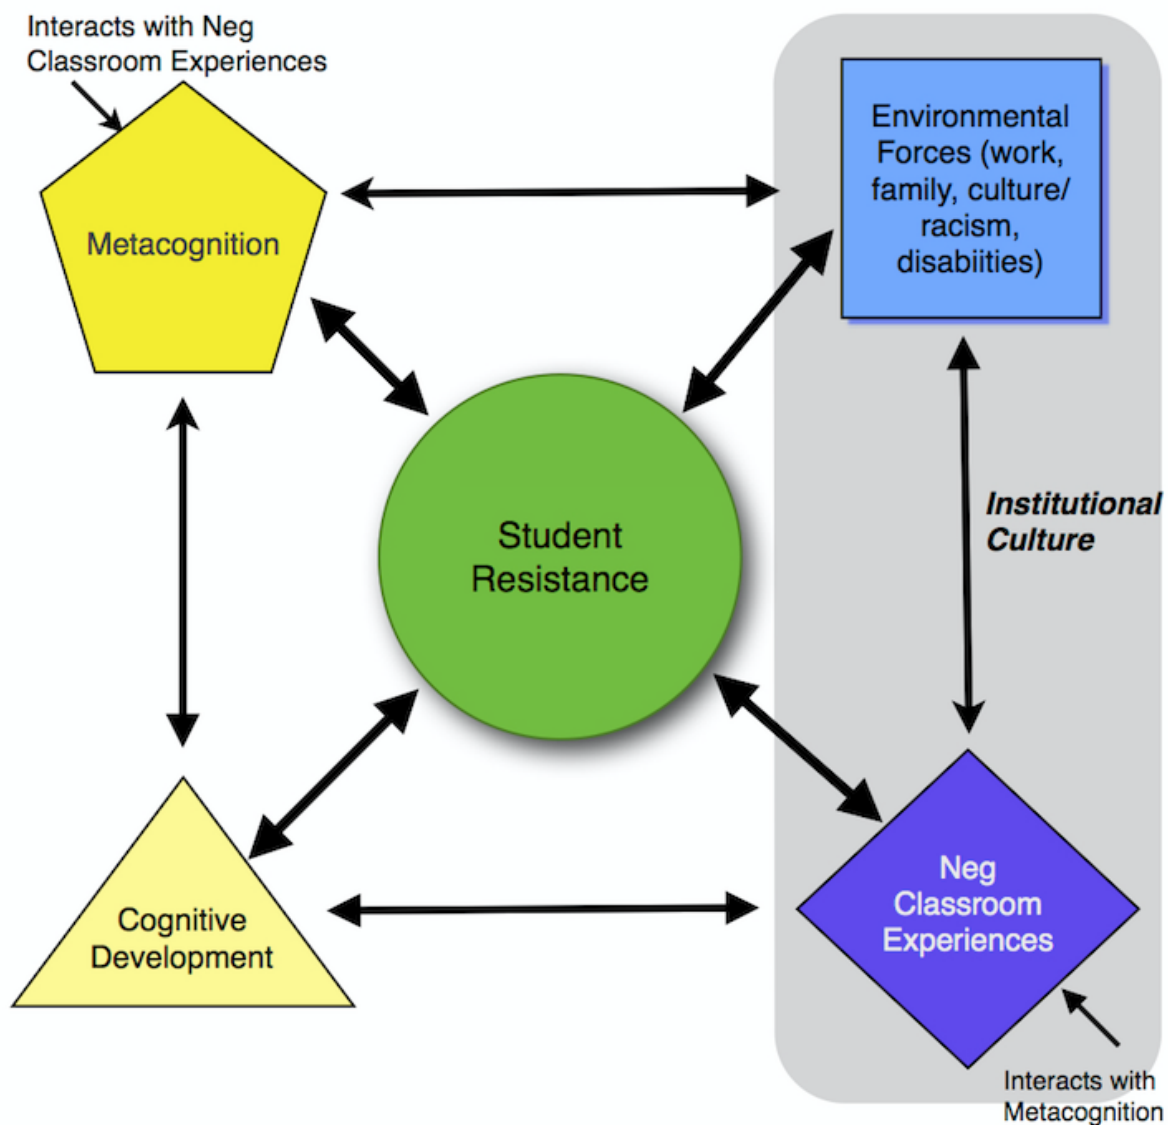 Interacts with Neg
Classroom Experiences
Metacognition
Environmental
Forces (work,
family, culture/
racism,
disabiities)
Student
Resistance
Institutional
Culture
Cognitive
Development
Neg
Classroom
Experiences
Interacts with
Metacognition